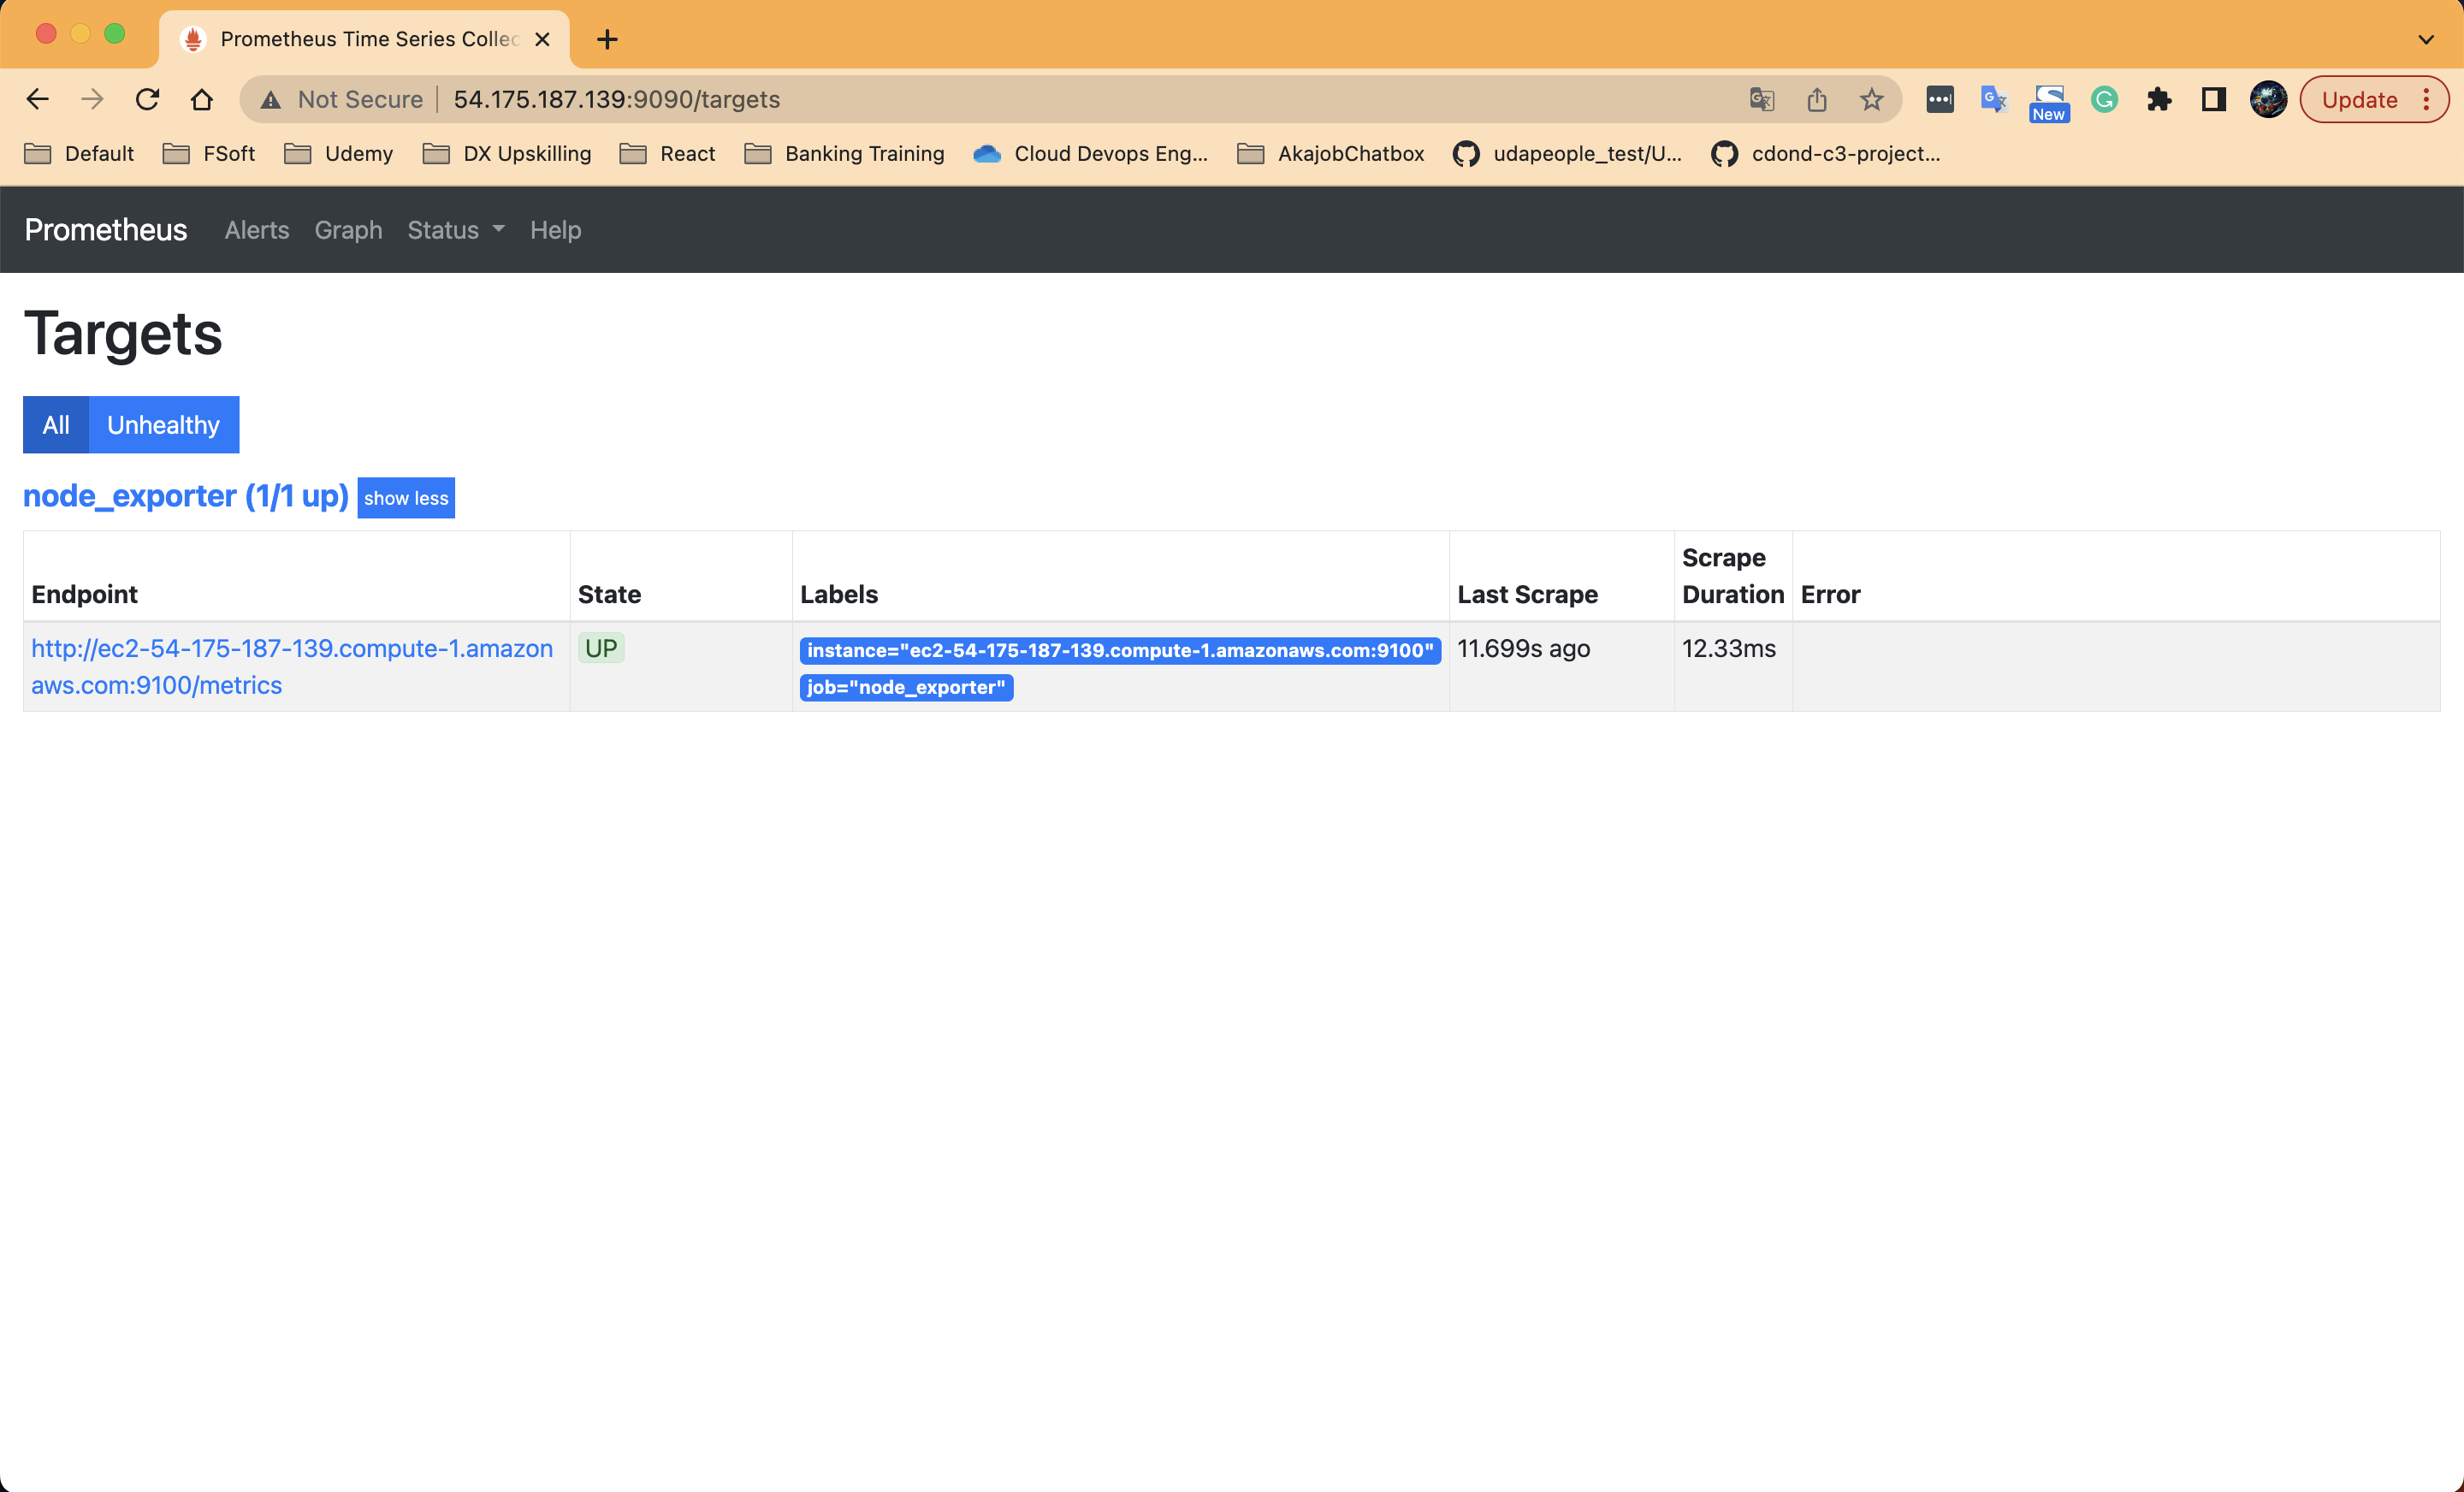 Prometheus Time Series Collec
Not Secure
54.175.187.139:9090/targets
New
Update
Default
FSoft
Udemy
DX Upskilling
React
Banking Training
Cloud Devops Eng...
AkajobChatbox
udapeople_test/U...
cdond-c3-project...
Prometheus
Alerts
Graph
Status
Help
Targets
All
Unhealthy
node_exporter (1/1 up)
show less
Endpoint
State
Labels
Last Scrape
Scrape
Duration
Error
http://ec2-54-175-187-139.compute-1.amazon
aws.com:9100/metrics
UP
instance="ec2-54-175-187-139.compute-1.amazonaws.com:9100"
job="node_exporter"
11.699s ago
12.33ms